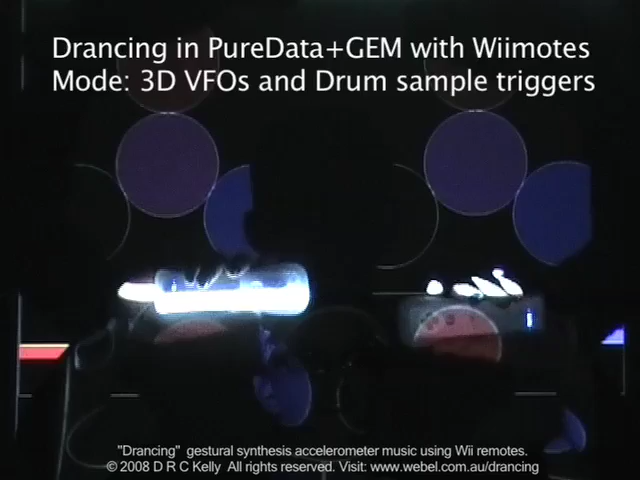 Drancing in PureData+GEM with Wiimotes
Mode: 3D VFOs and Drum sample triggers
"Drancing" gestural synthesis accelerometer music using Wii remotes.
© 2008 D R C Kelly All rights reserved. Visit: www.webel.com.au/drancing